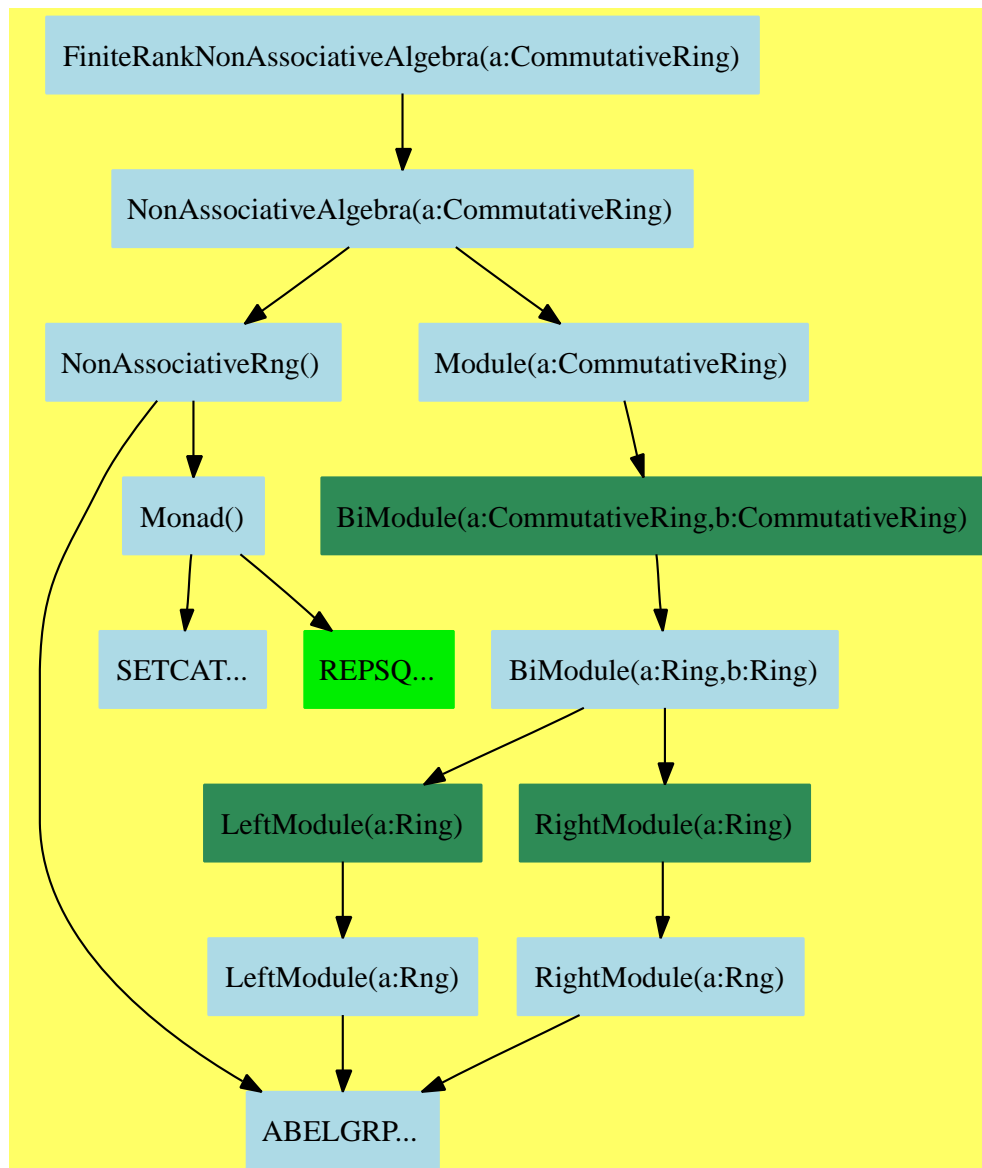 FiniteRankNonAssociativeAlgebra(a:CommutativeRing)
NonAssociativeAlgebra(a:CommutativeRing)
NonAssociativeRng()
Module(a:CommutativeRing)
Monad()
BiModule(a:CommutativeRing,b:CommutativeRing)
SETCAT...
REPSQ...
BiModule(a:Ring,b:Ring)
LeftModule(a:Ring)
RightModule(a:Ring)
LeftModule(a:Rng)
RightModule(a:Rng)
ABELGRP...